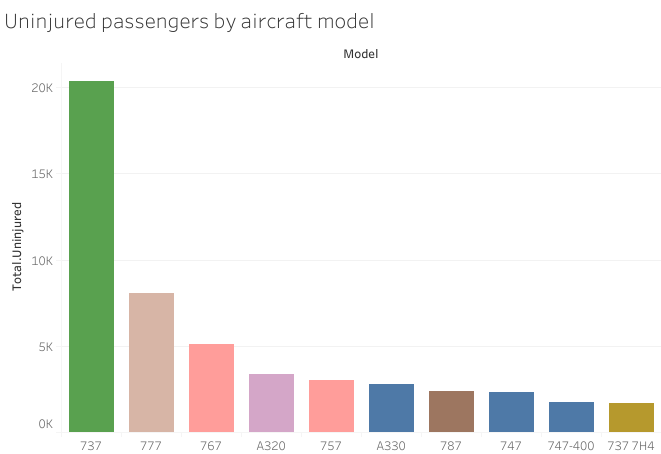 Uninjured passengers by aircraft model
Model
20K
15K
10K
5K
0K
Total.Uninjured
737 777 767 A320 757 A330 787 747 747-400 737 7H4